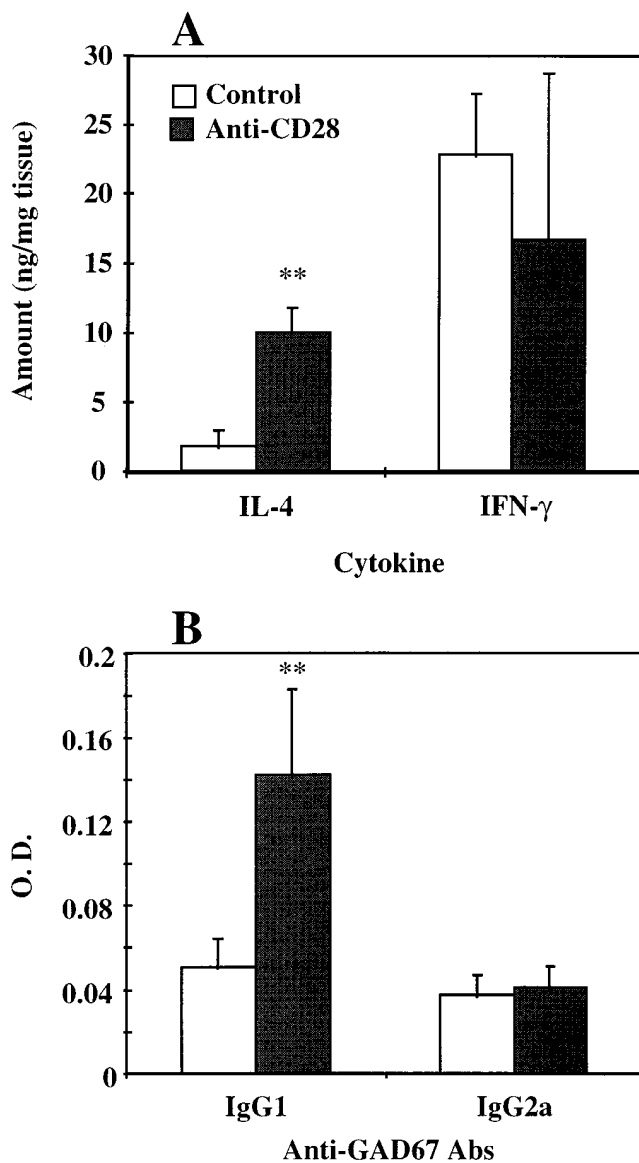 A
30
25
20
15
10
5
0
Amount (ng/mg tissue)
Control
Anti-CD28
**
IL-4 IFN-γ
Cytokine
B
0.2
0.16
0.12
0.08
0.04
0
O. D.
**
IgG1 IgG2a
Anti-GAD67 Abs